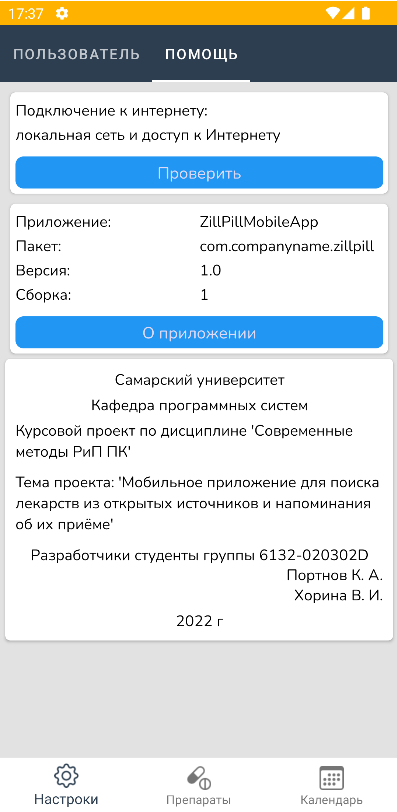 17:37
ПОЛЬЗОВАТЕЛЬ ПОМОЩЬ
Подключение к интернету:
локальная сеть и доступ к Интернету
Проверить
Приложение: ZillPillMobileApp
Пакет: com.companyname.zillpill
Версия: 1.0
Сборка: 1
О приложении
Самарский университет
Кафедра программных систем
Курсовой проект по дисциплине 'Современные
методы РиП ПК'
Тема проекта: 'Мобильное приложение для поиска
лекарств из открытых источников и напоминания
об их приёме'
Разработчики студенты группы 6132-020302D
Портнов К. А.
Хорина В. И.
2022 г
Настроки Препараты Календарь